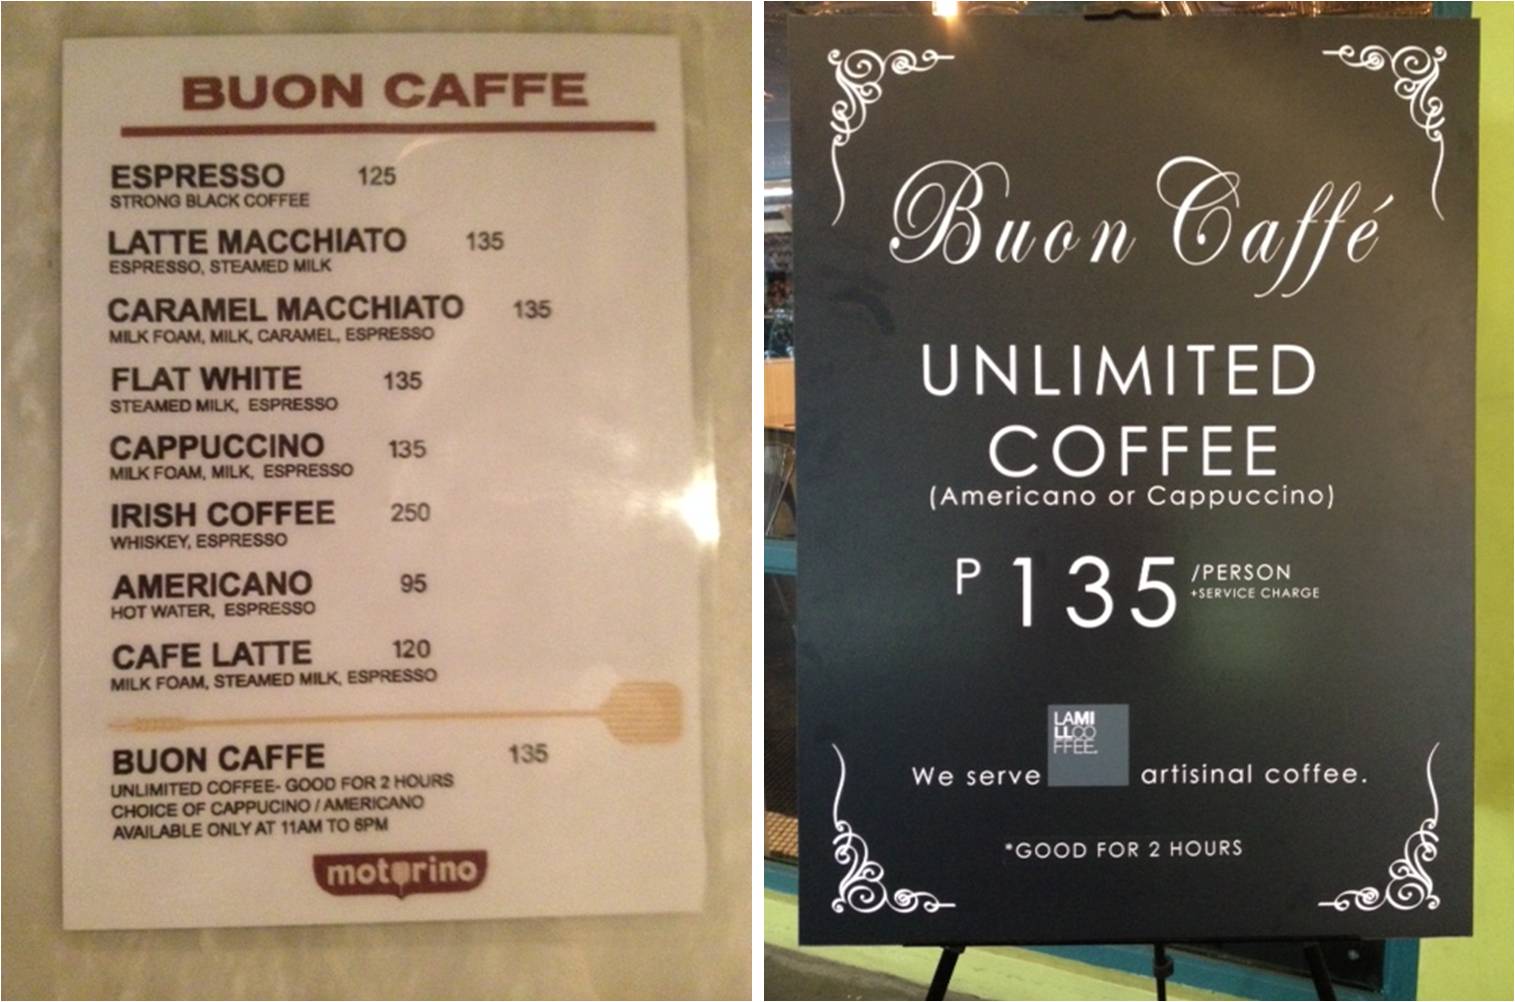 BUON CAFFE
ESPRESSO 125
STRONG BLACK COFFEE
LATTE MACCHIATO 135
ESPRESSO, STEAMED MILK
CARAMEL MACCHIATO 135
MILK FOAM, MILK, CARAMEL, ESPRESSO
FLAT WHITE 135
STEAMED MILK, ESPRESSO
CAPPUCCINO 135
MILK FOAM, MILK, ESPRESSO
IRISH COFFEE 250
WHISKEY, ESPRESSO
AMERICANO 95
HOT WATER, ESPRESSO
CAFE LATTE 120
MILK FOAM, STEAMED MILK, ESPRESSO
BUON CAFFE 135
UNLIMITED COFFEE- GOOD FOR 2 HOURS
CHOICE OF CAPPUCINO / AMERICANO
AVAILABLE ONLY AT 11AM TO 6PM
motorino
Buon Caffé
UNLIMITED
COFFEE
(Americano or Cappuccino)
P 135 /PERSON
+SERVICE CHARGE
LAMI
LLCO
FFEE.
We serve artisinal coffee.
*GOOD FOR 2 HOURS